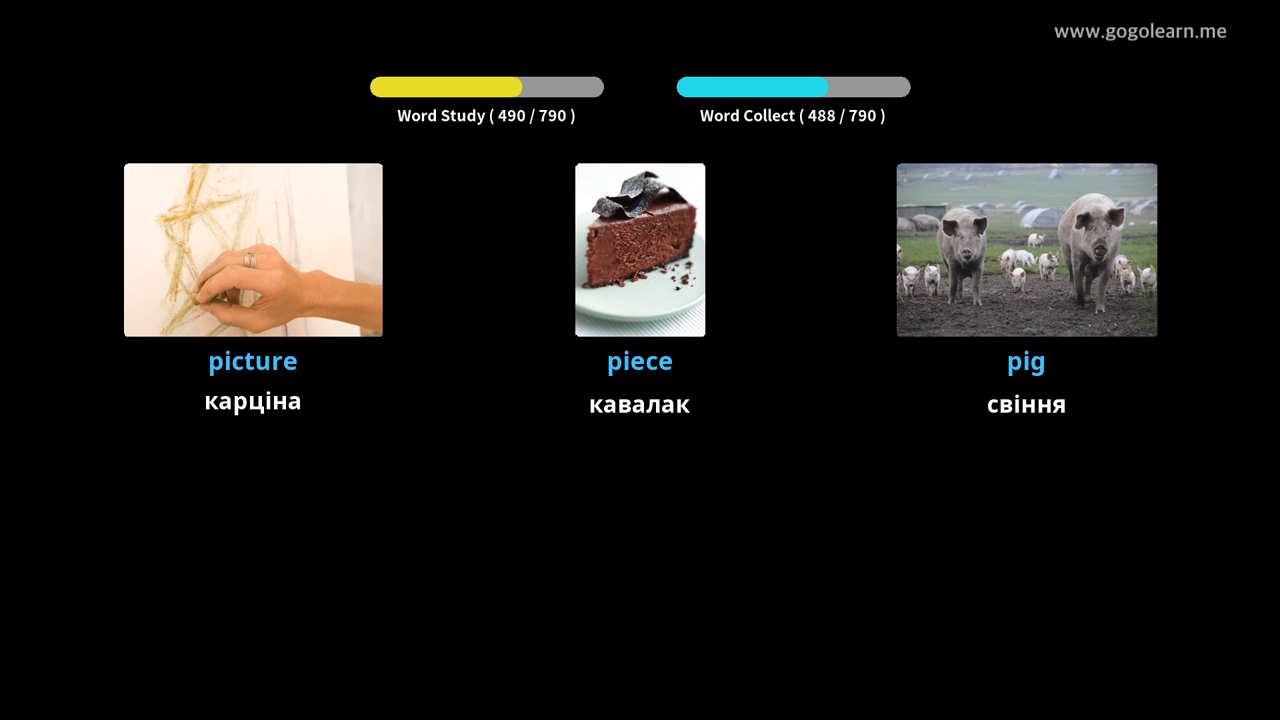 www.gogolearn.me
Word Study ( 490 / 790 )
Word Collect ( 488 / 790 )
picture
piece
pig
карціна
кавалак
свіння